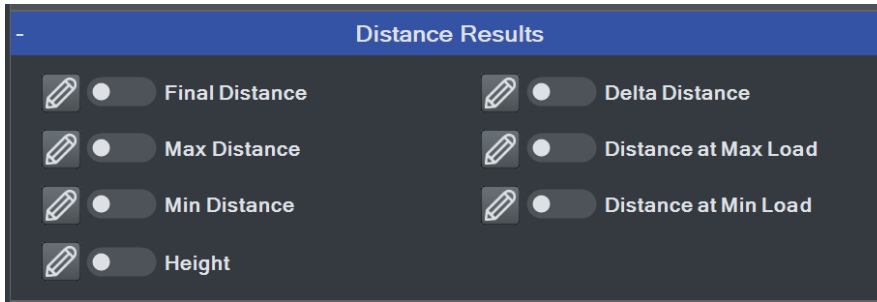 - Distance Results
Final Distance
Delta Distance
Max Distance
Distance at Max Load
Min Distance
Distance at Min Load
Height